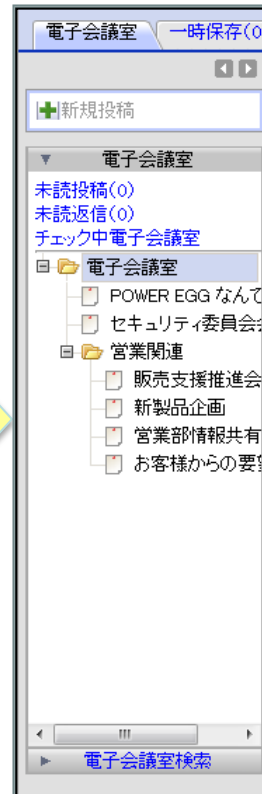 電子会議室 一時保存(0
新規投稿
電子会議室
未読投稿(0)
未読返信(0)
チェック中電子会議室
電子会議室
POWER EGG なんて
セキュリティ委員会
営業関連
販売支援推進会
新製品企画
営業部情報共有
お客様からの要
電子会議室検索